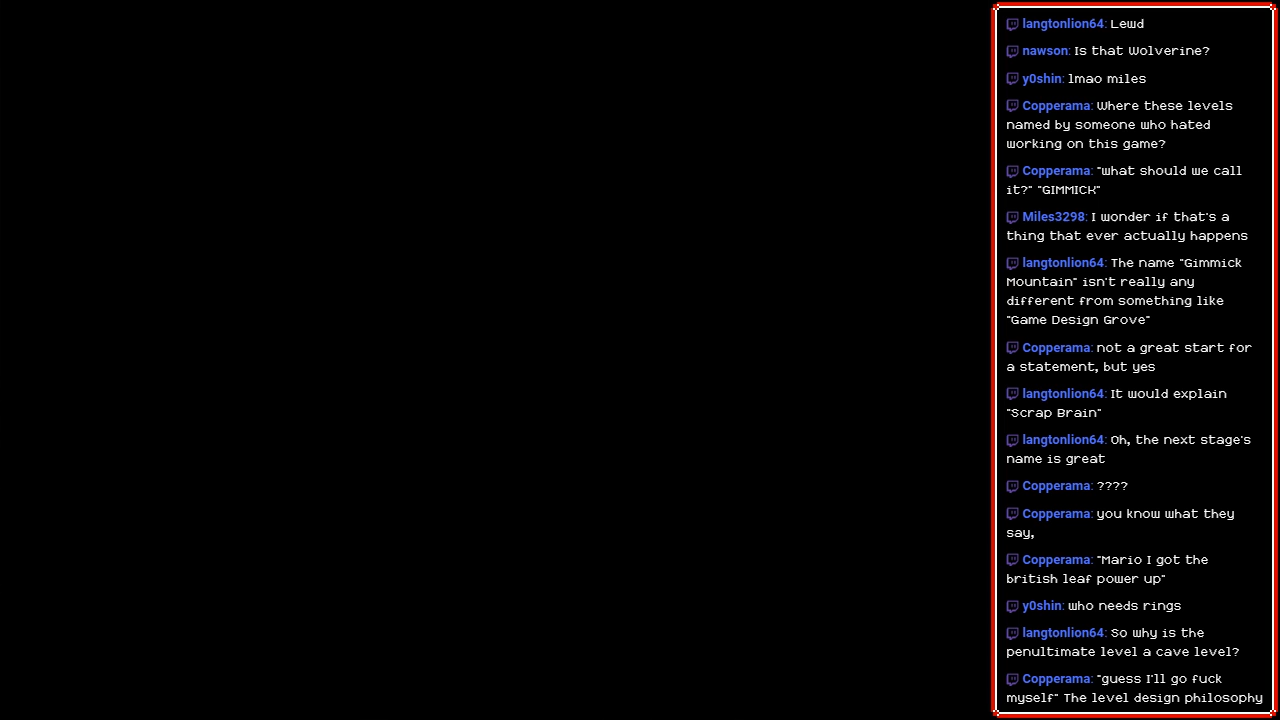 langtonlion64: Lewd
nawson: Is that Wolverine?
y0shin: lmao miles
Copperama: Where these levels
named by someone who hated
working on this game?
Copperama: "what should we call
it?" "GIMMICK"
Miles3298: I wonder if that's a
thing that ever actually happens
langtonlion64: The name "Gimmick
Mountain" isn't really any
different from something like
"Game Design Grove"
Copperama: not a great start for
a statement, but yes
langtonlion64: It would explain
"Scrap Brain"
langtonlion64: Oh, the next stage's
name is great
Copperama: ????
Copperama: you know what they
say,
Copperama: "Mario I got the
british leaf power up"
y0shin: who needs rings
langtonlion64: So why is the
penultimate level a cave level?
Copperama: "guess I'll go fuck
myself" The level design philosophy